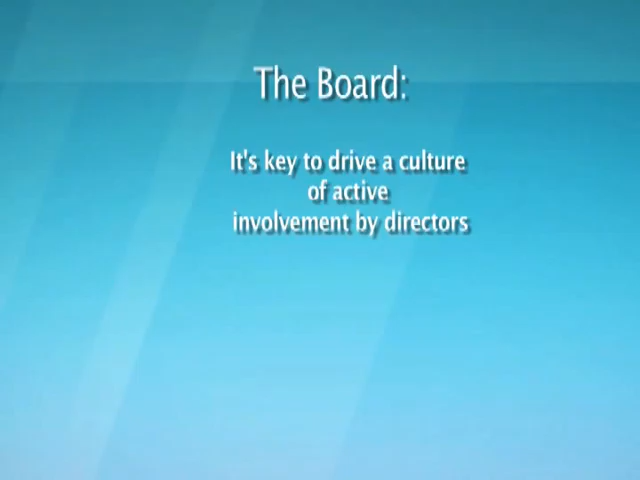 The Board:
It's key to drive a culture
of active
involvement by directors